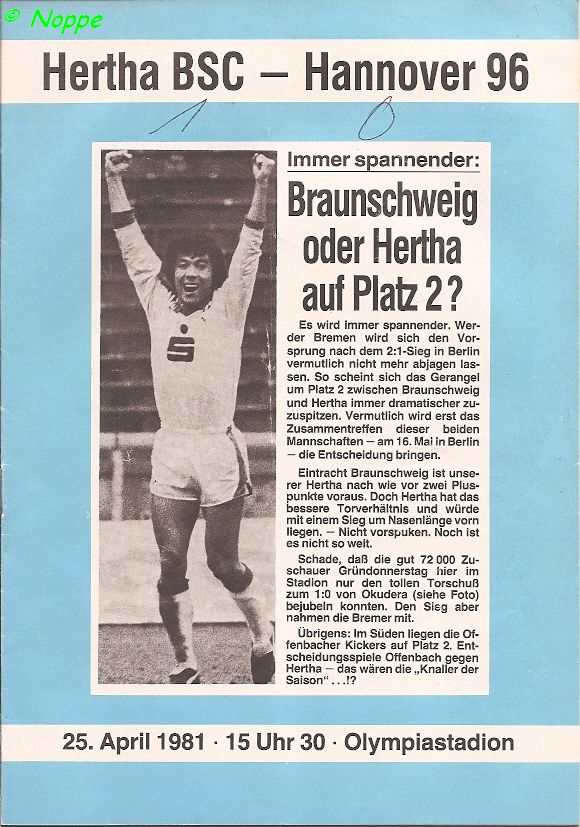 © Noppe
Hertha BSC – Hannover 96
1 0
Immer spannender:
Braunschweig
oder Hertha
auf Platz 2?
Es wird immer spannender. Wer-
der Bremen wird sich den Vor-
sprung nach dem 2:1-Sieg in Berlin
vermutlich nicht mehr abjagen las-
sen. So scheint sich das Gerangel
um Platz 2 zwischen Braunschweig
und Hertha immer dramatischer zu-
zuspitzen. Vermutlich wird erst das
Zusammentreffen dieser beiden
Mannschaften – am 16. Mai in Berlin
– die Entscheidung bringen.
Eintracht Braunschweig ist unse-
rer Hertha nach wie vor zwei Plus-
punkte voraus. Doch Hertha hat das
bessere Torverhältnis und würde
mit einem Sieg um Nasenlänge vorn
liegen. – Nicht vorspuken. Noch ist
es nicht so weit.
Schade, daß die gut 72 000 Zu-
schauer Gründonnerstag hier im
Stadion nur den tollen Torschuß
zum 1:0 von Okudera (siehe Foto)
bejubeln konnten. Den Sieg aber
nahmen die Bremer mit.
Übrigens: Im Süden liegen die Of-
fenbacher Kickers auf Platz 2. Ent-
scheidungsspiele Offenbach gegen
Hertha – das wären die „Knaller der
Saison" . . .!?
25. April 1981 · 15 Uhr 30 · Olympiastadion